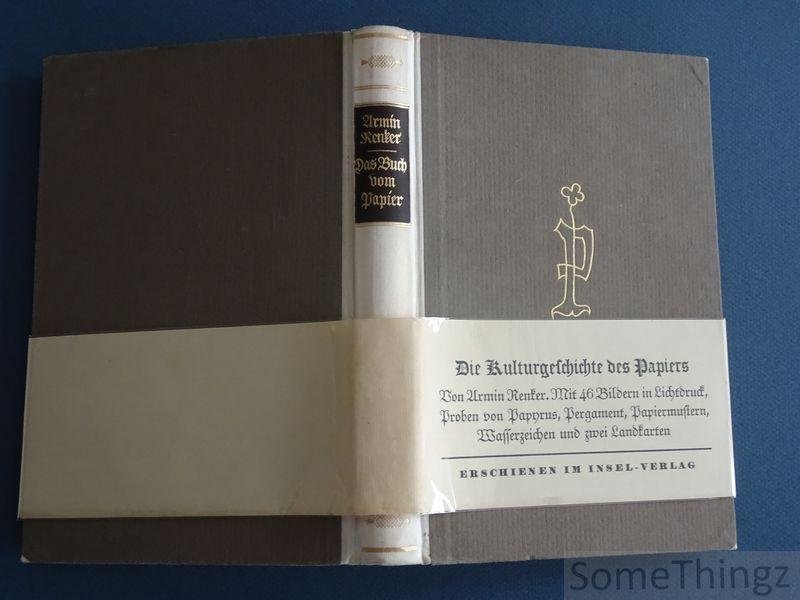 Armin
Renker
Das Buch
vom
Papier
P
Die Kulturgeschichte des Papiers
Von Armin Renker. Mit 46 Bildern in Lichtdruck,
Proben von Papyrus, Pergament, Papiermustern,
Wasserzeichen und zwei Landkarten
ERSCHIENEN IM INSEL-VERLAG
SomeThingz